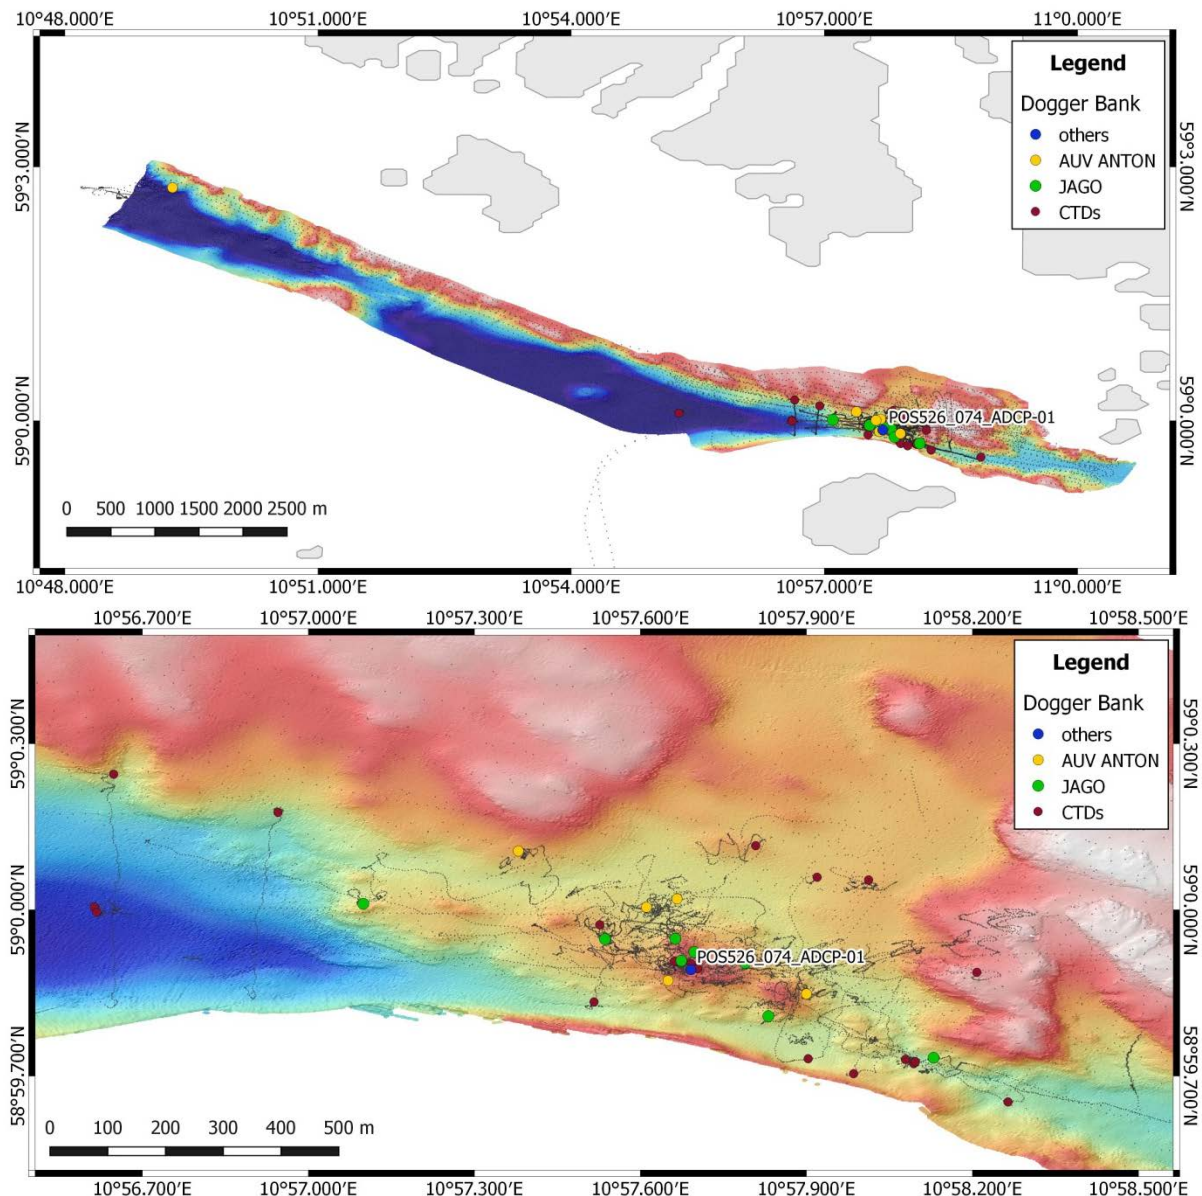 10°48.000′E 10°51.000′E 10°54.000′E 10°57.000′E 11°0.000′E
Legend
Dogger Bank
others
AUV ANTON
JAGO
CTDs
59°3.000′N
59°3.000′N
59°0.000′N
59°0.000′N
POS526_074_ADCP-01
0 500 1000 1500 2000 2500 m
10°48.000′E 10°51.000′E 10°54.000′E 10°57.000′E 11°0.000′E
10°56.700′E 10°57.000′E 10°57.300′E 10°57.600′E 10°57.900′E 10°58.200′E 10°58.500′E
Legend
Dogger Bank
others
AUV ANTON
JAGO
CTDs
59°0.300′N
59°0.300′N
59°0.000′N
59°0.000′N
POS526_074_ADCP-01
58°59.700′N
58°59.700′N
0 100 200 300 400 500 m
10°56.700′E 10°57.000′E 10°57.300′E 10°57.600′E 10°57.900′E 10°58.200′E 10°58.500′E